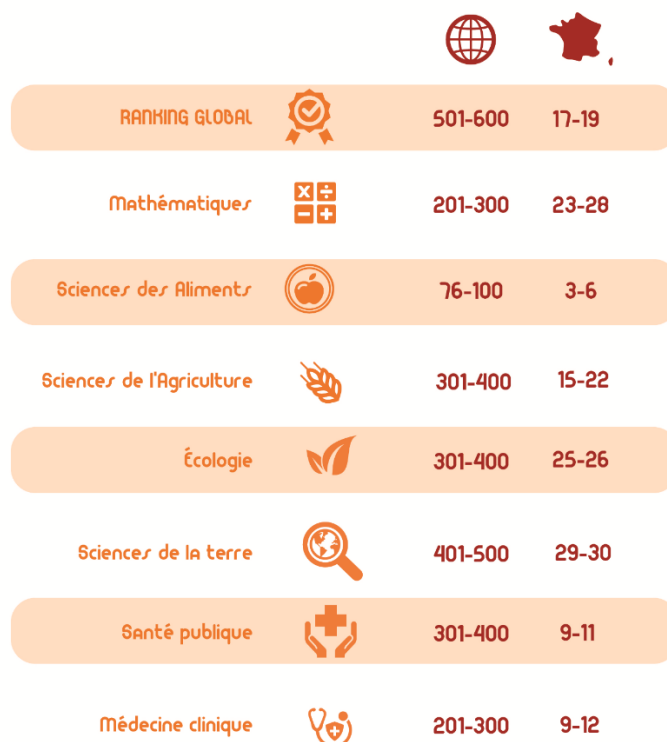 RANKING GLOBAL 501-600 17-19
Mathématiques 201-300 23-28
Sciences des Aliments 76-100 3-6
Sciences de l'Agriculture 301-400 15-22
Écologie 301-400 25-26
Sciences de la terre 401-500 29-30
Santé publique 301-400 9-11
Médecine clinique 201-300 9-12